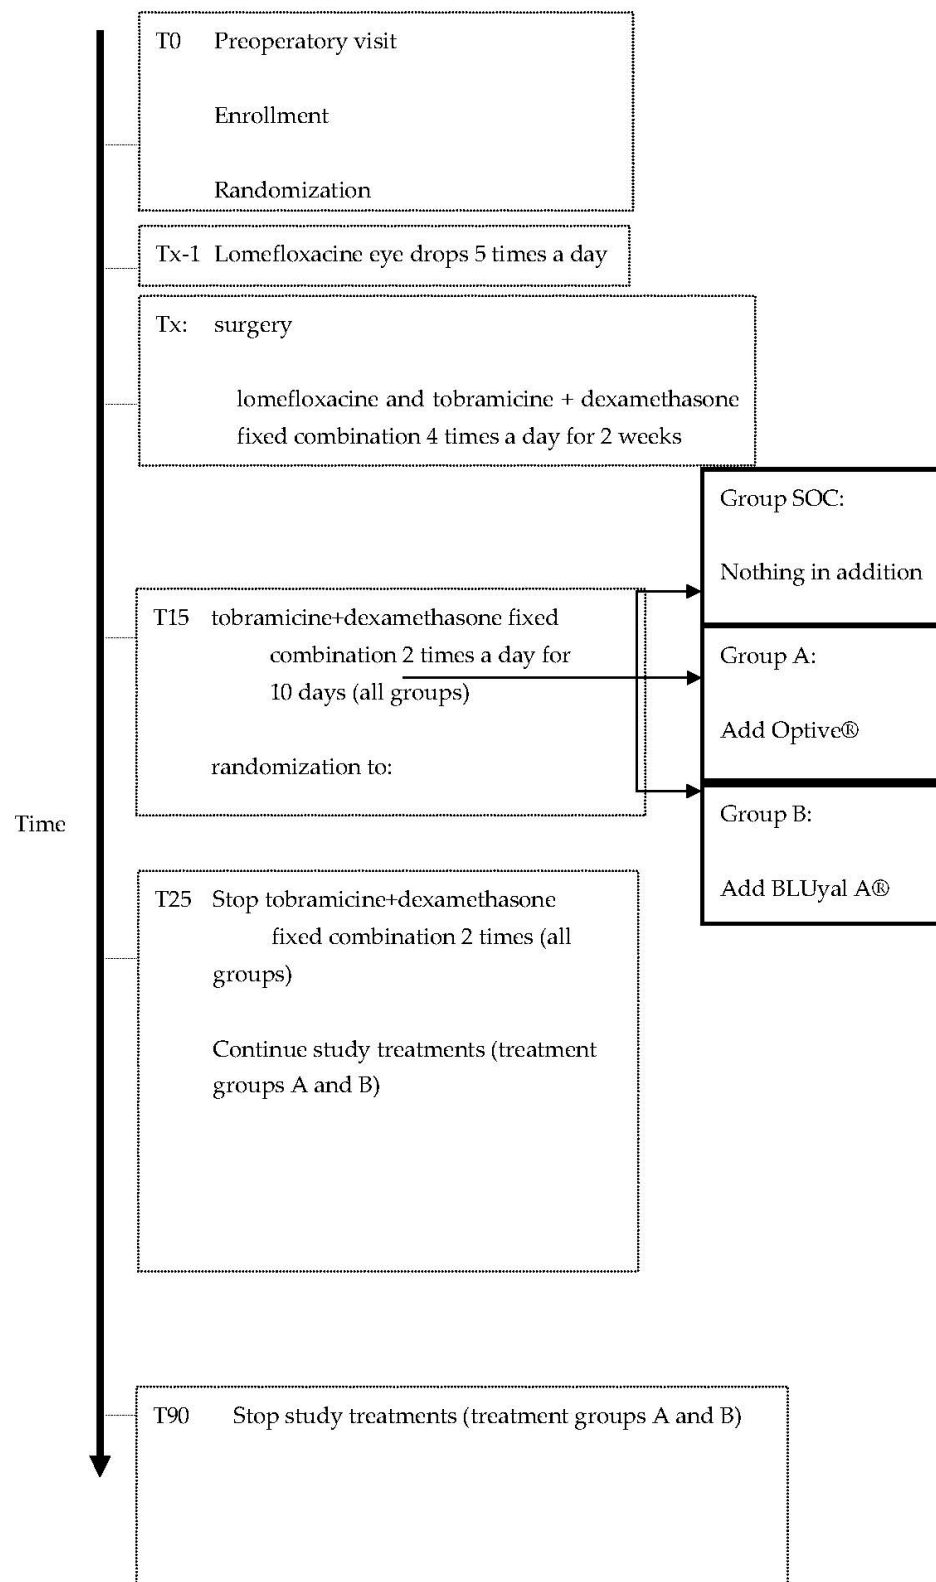 T0 Preoperatory visit
Enrollment
Randomization
Tx-1 Lomefloxacine eye drops 5 times a day
Tx: surgery
lomefloxacine and tobramicine + dexamethasone
fixed combination 4 times a day for 2 weeks
Group SOC:
Nothing in addition
T15 tobramicine+dexamethasone fixed
combination 2 times a day for
10 days (all groups)
randomization to:
Group A:
Add Optive®
Group B:
Add BLUyal A®
Time
T25 Stop tobramicine+dexamethasone
fixed combination 2 times (all
groups)
Continue study treatments (treatment
groups A and B)
T90 Stop study treatments (treatment groups A and B)